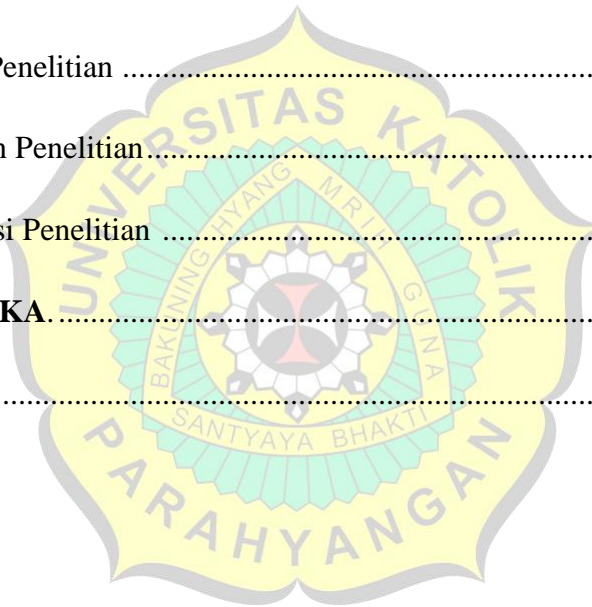 Penelitian ................................................................
n Penelitian................................................................
si Penelitian ................................................................
KA.................................................................
................................................................
UNIVERSITAS KATOLIK
BAKUNING HYANG MRIH GUNA
SANTYAYA BHAKTI
PARAHYANGAN